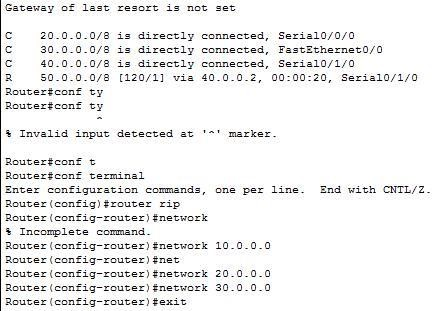 Gateway of last resort is not set
C    20.0.0.0/8 is directly connected, Serial0/0/0
C    30.0.0.0/8 is directly connected, FastEthernet0/0
C    40.0.0.0/8 is directly connected, Serial0/1/0
R    50.0.0.0/8 [120/1] via 40.0.0.2, 00:00:20, Serial0/1/0
Router#conf ty
Router#conf ty
^
% Invalid input detected at '^' marker.
Router#conf t
Router#conf terminal
Enter configuration commands, one per line.  End with CNTL/Z.
Router(config)#router rip
Router(config-router)#network
% Incomplete command.
Router(config-router)#network 10.0.0.0
Router(config-router)#net
Router(config-router)#network 20.0.0.0
Router(config-router)#network 30.0.0.0
Router(config-router)#exit